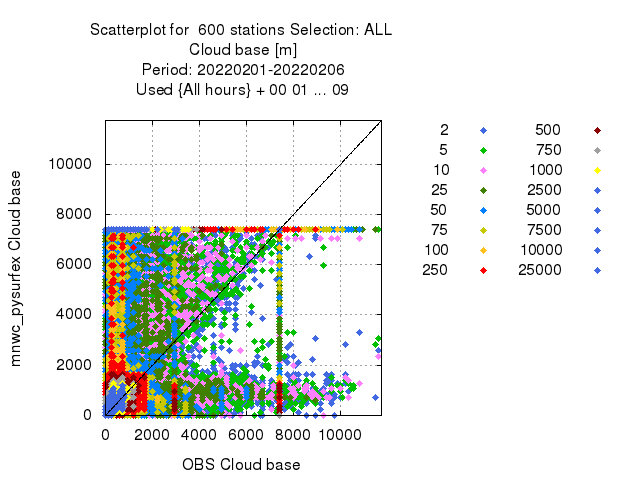 Scatterplot for  600 stations Selection: ALL
Cloud base [m]
Period: 20220201-20220206
Used {All hours} + 00 01 ... 09
mnwc_pysurfex Cloud base
10000
8000
6000
4000
2000
0
0 2000 4000 6000 8000 10000
OBS Cloud base
2 500
5 750
10 1000
25 2500
50 5000
75 7500
100 10000
250 25000